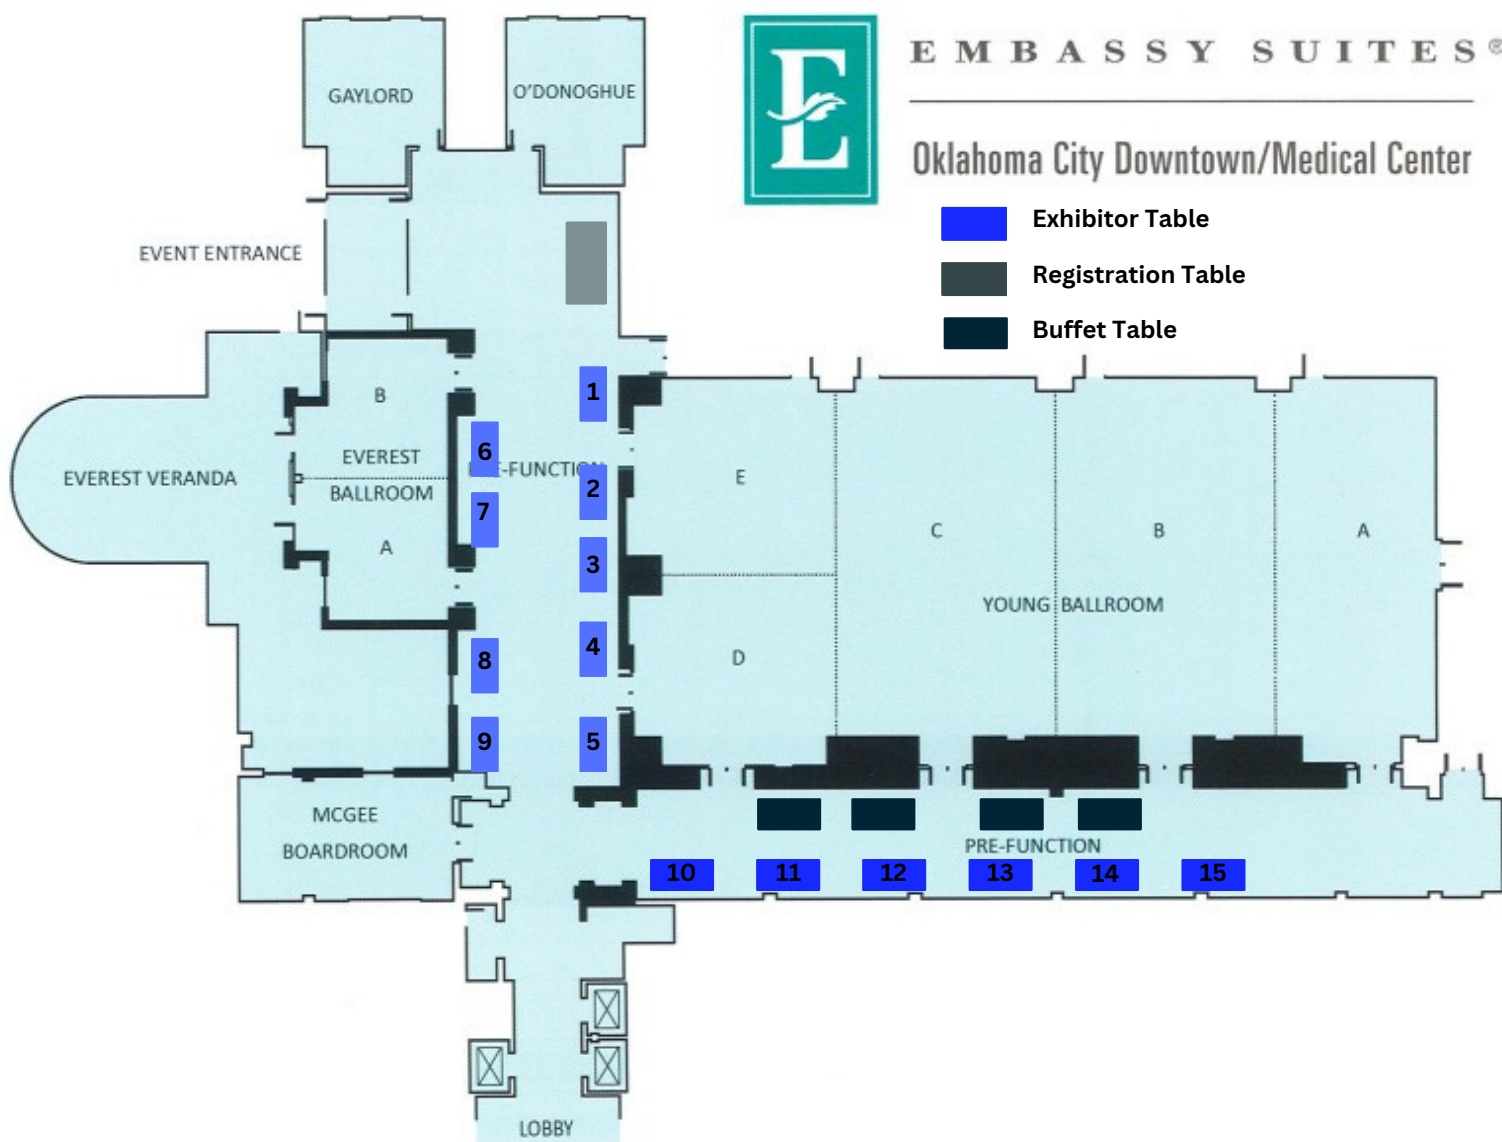 E
EMBASSY SUITES®
Oklahoma City Downtown/Medical Center
Exhibitor Table
Registration Table
Buffet Table
GAYLORD
O'DONOGHUE
EVENT ENTRANCE
EVEREST VERANDA
B
EVEREST
BALLROOM
A
-FUNCTION
1
2
3
4
5
6
7
8
9
E
D
C
B
A
YOUNG BALLROOM
MCGEE
BOARDROOM
PRE-FUNCTION
10
11
12
13
14
15
LOBBY